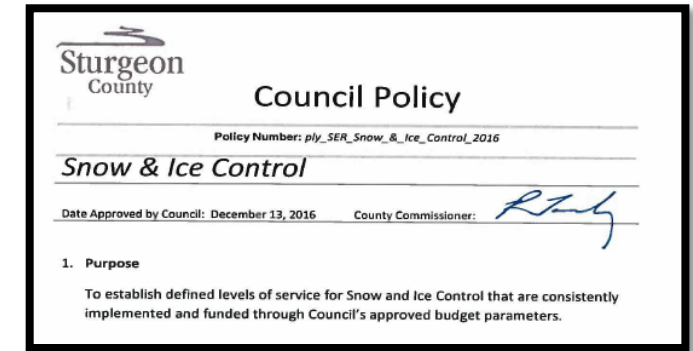 Sturgeon
County
Council Policy
Policy Number: ply_SER_Snow_&_Ice_Control_2016
Snow & Ice Control
Date Approved by Council: December 13, 2016 County Commissioner:
1. Purpose
To establish defined levels of service for Snow and Ice Control that are consistently
implemented and funded through Council's approved budget parameters.